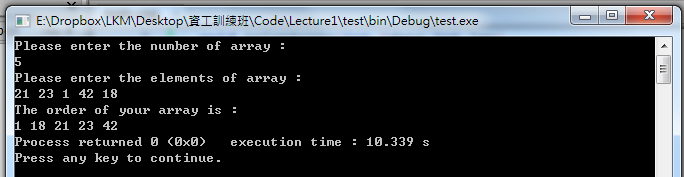 E:\Dropbox\LKM\Desktop\資工訓練班\Code\Lecture1\test\bin\Debug\test.exe
Please enter the number of array :
5
Please enter the elements of array :
21 23 1 42 18
The order of your array is :
1 18 21 23 42
Process returned 0 (0x0)   execution time : 10.339 s
Press any key to continue.